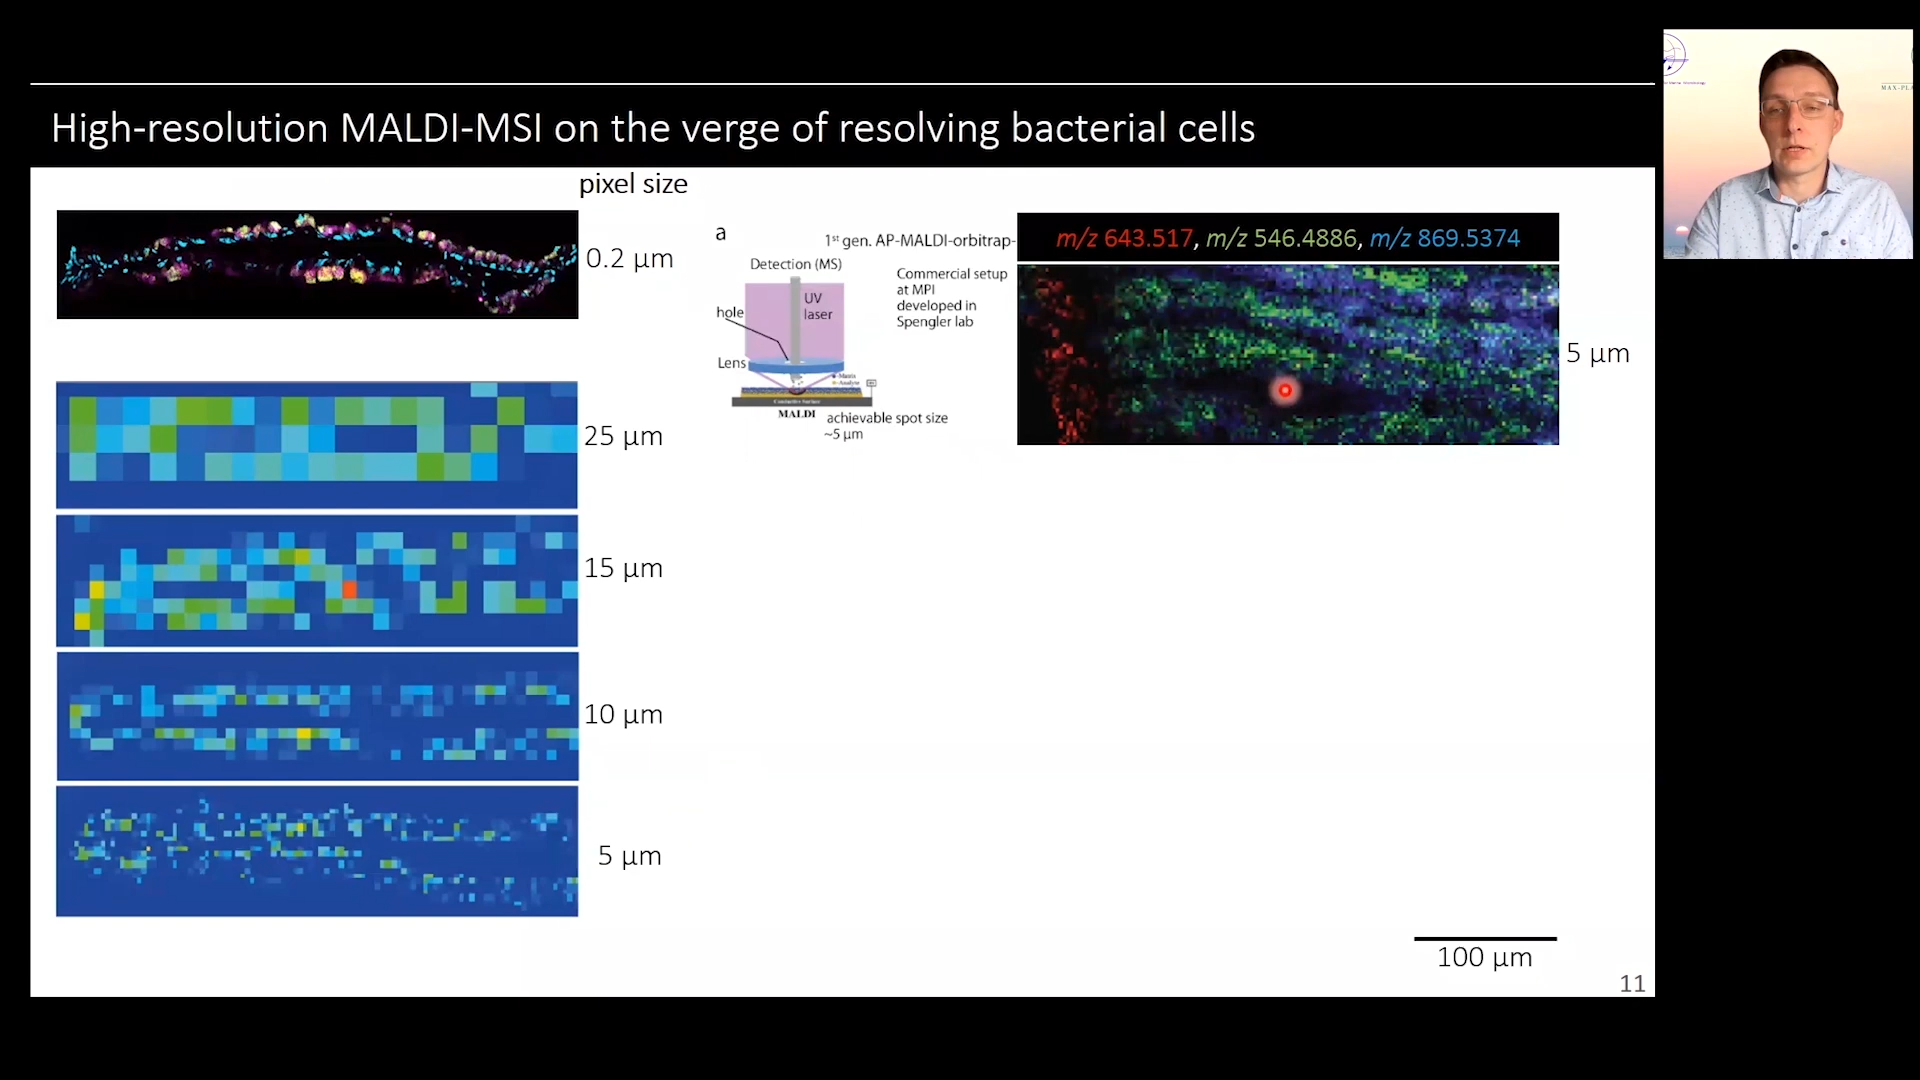 High-resolution MALDI-MSI on the verge of resolving bacterial cells
pixel size
0.2 µm
25 µm
15 µm
10 µm
5 µm
a
1st gen. AP-MALDI-orbitrap-
Detection (MS)
UV
laser
hole
Lens
Matrix
Analyte
MALDI
Commercial setup
at MPI
developed in
Spengler lab
achievable spot size
~5 µm
m/z 643.517, m/z 546.4886, m/z 869.5374
5 µm
100 µm
11